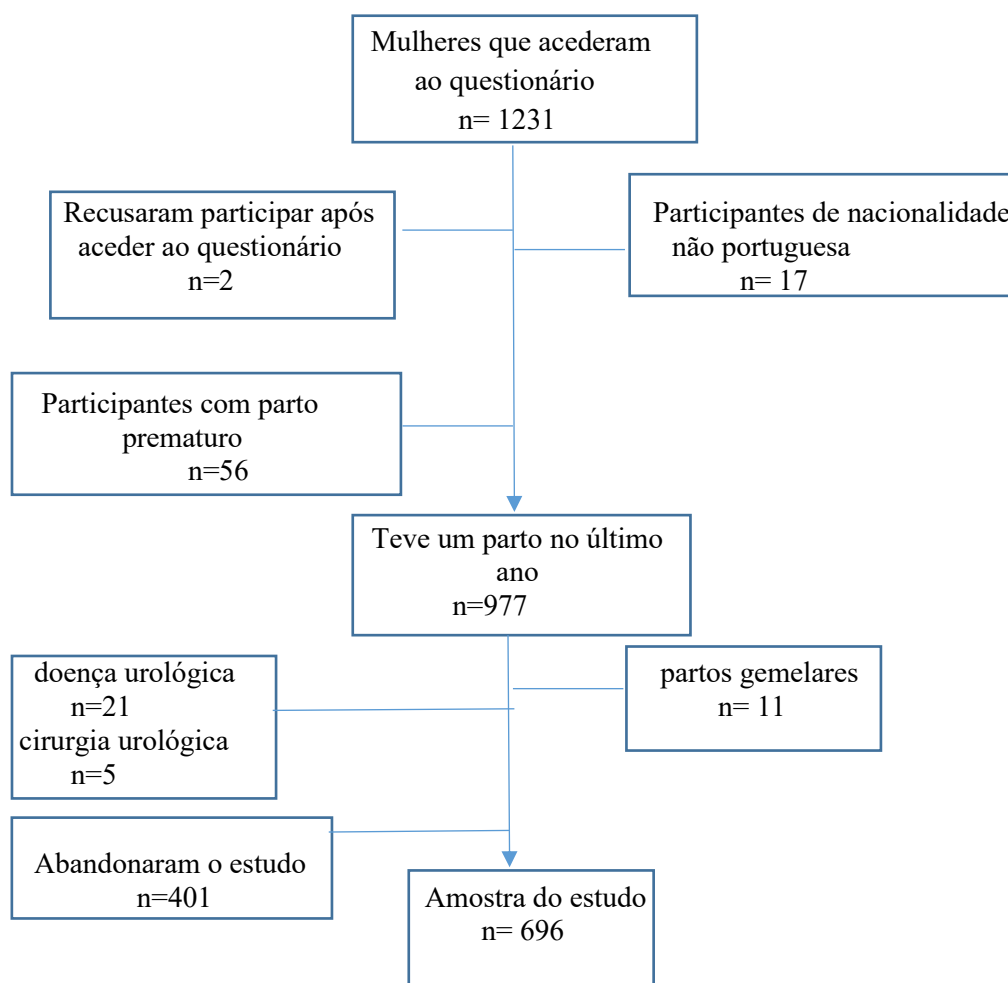 Mulheres que acederam
ao questionário
n= 1231
Recusaram participar após
aceder ao questionário
n=2
Participantes de nacionalidade
não portuguesa
n= 17
Participantes com parto
prematuro
n=56
Teve um parto no último
ano
n=977
doença urológica
n=21
cirurgia urológica
n=5
partos gemelares
n= 11
Abandonaram o estudo
n=401
Amostra do estudo
n= 696